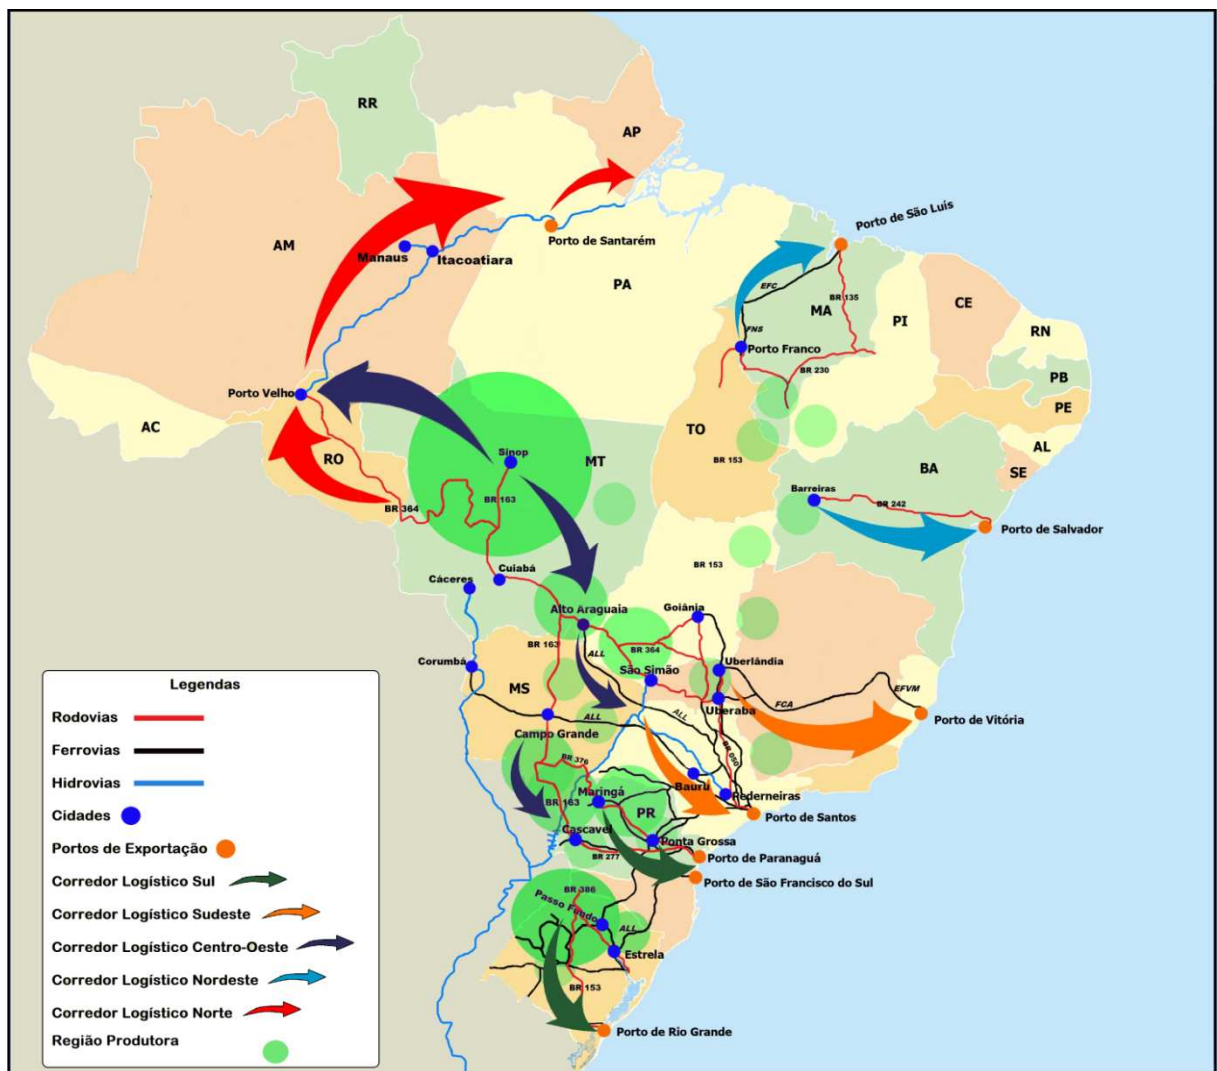 RR
AP
Porto de São Luís
AM
Manaus
Itacoatiara
Porto de Santarém
PA
EFC
BR 135
MA
PI
CE
RN
PB
PE
AL
SE
FNS
Porto Franco
BR 230
Porto Velho
AC
RO
BR 364
Sinop
BR 163
MT
TO
BR 153
BA
Barreiras
BR 242
Porto de Salvador
BR 153
Cáceres
Cuiabá
Alto Araguaia
Goiânia
BR 163
ALL
BR 364
São Simão
Uberlândia
Uberaba
FCA
EFVM
Porto de Vitória
Corumbá
MS
Campo Grande
ALL
ALL
BR 050
BR 376
BR 163
Maringá
Bauru
Pederneiras
Porto de Santos
PR
Cascavel
Ponta Grossa
BR 277
Porto de Paranaguá
Porto de São Francisco do Sul
BR 386
Passo Fundo
ALL
Estrela
BR 153
Porto de Rio Grande
Legendas
Rodovias
Ferrovias
Hidrovias
Cidades
Portos de Exportação
Corredor Logístico Sul
Corredor Logístico Sudeste
Corredor Logístico Centro-Oeste
Corredor Logístico Nordeste
Corredor Logístico Norte
Região Produtora